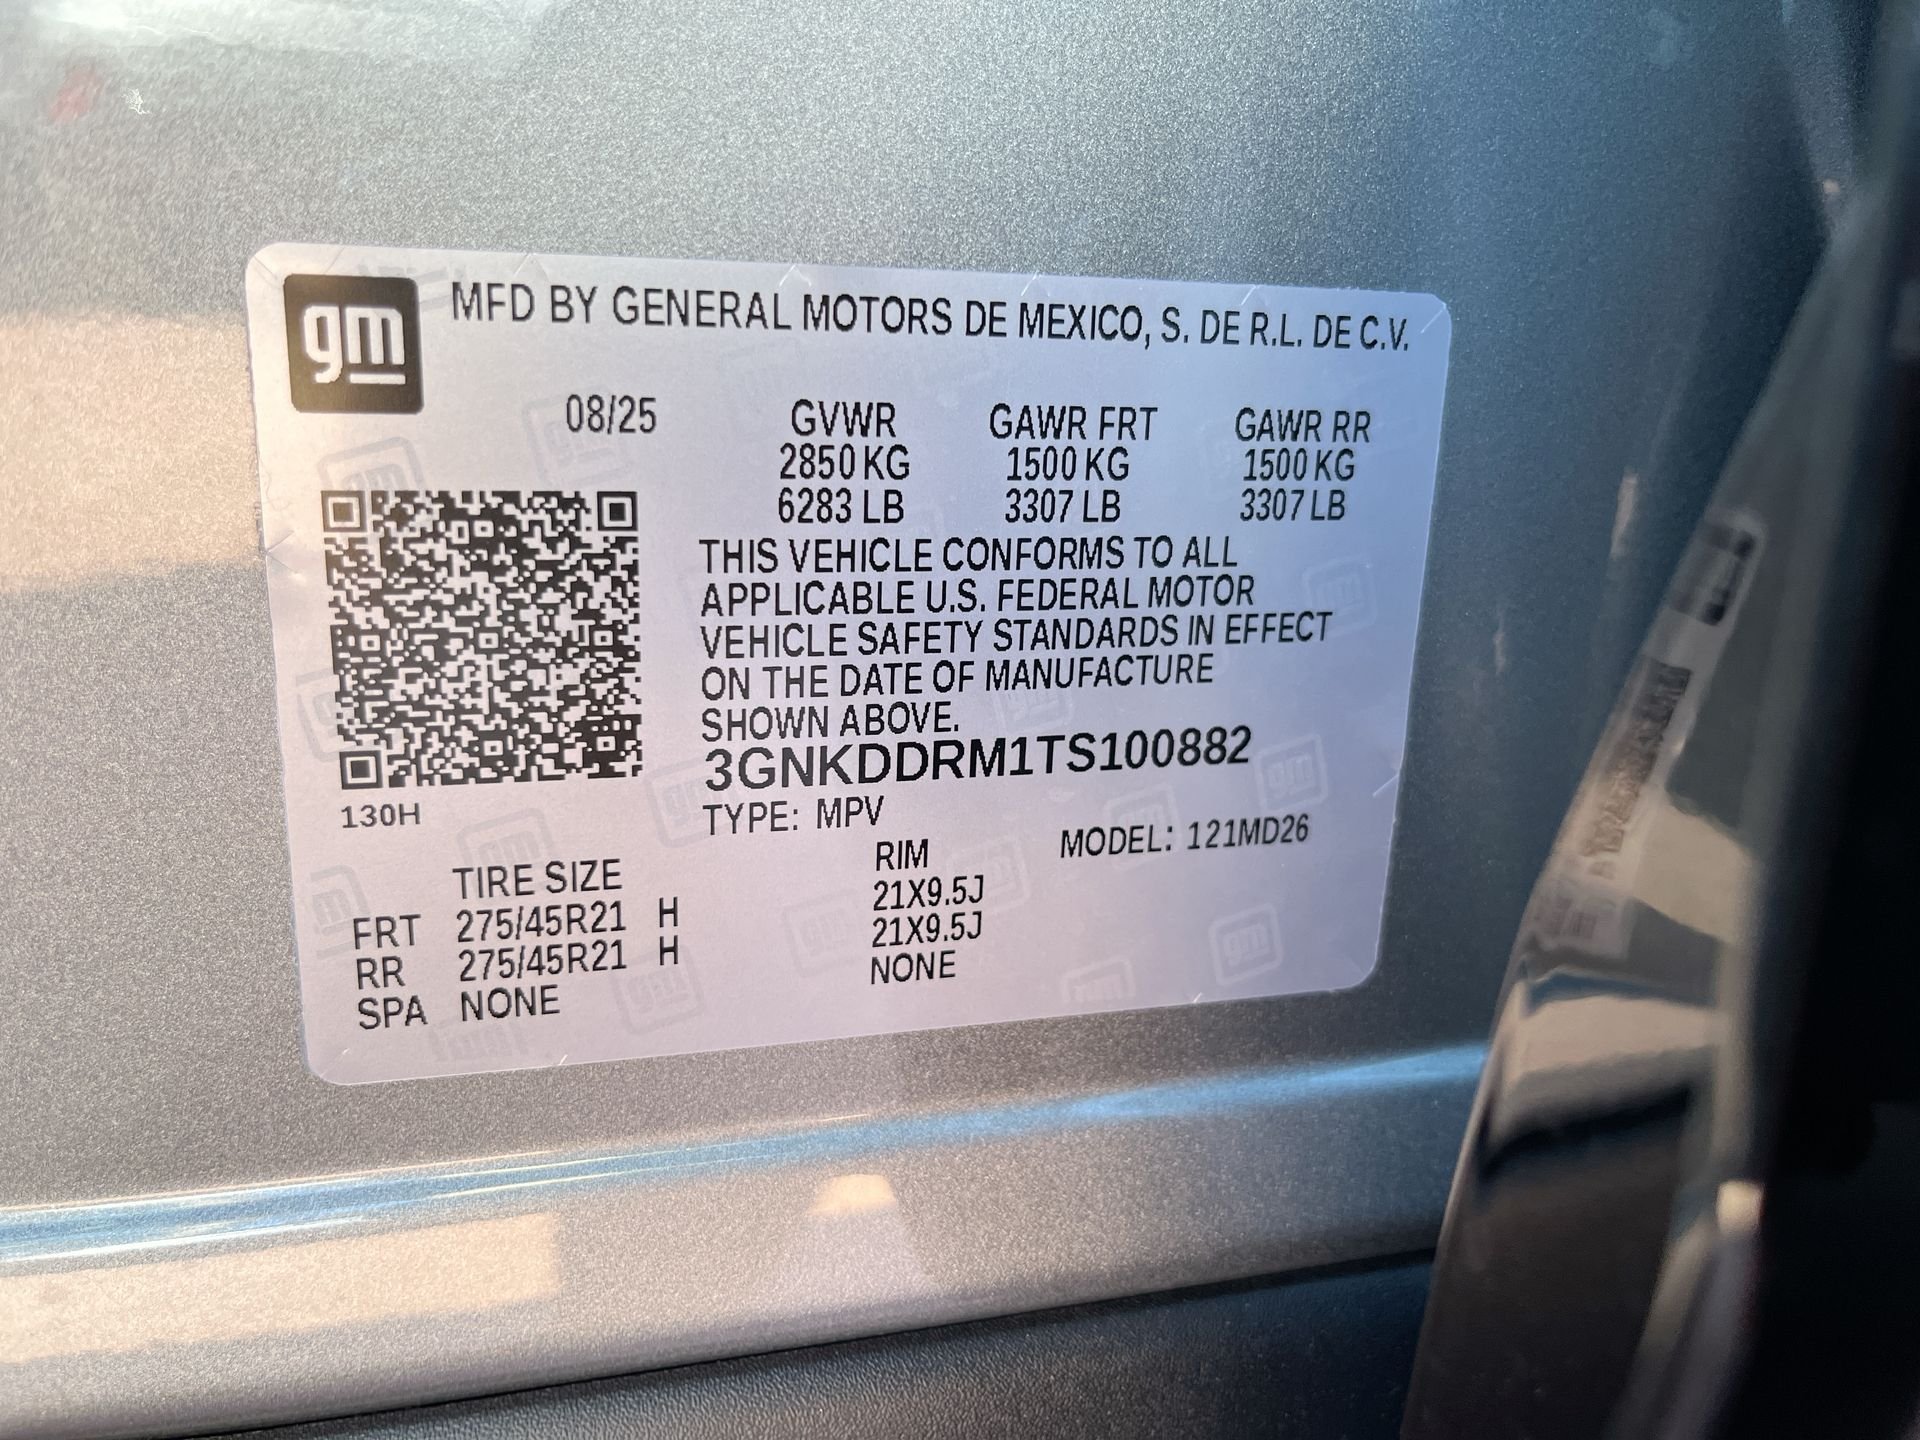 gm
MFD BY GENERAL MOTORS DE MEXICO, S. DE R.L. DE C.V.
08/25 GVWR GAWR FRT GAWR RR
2850 KG 1500 KG 1500 KG
6283 LB 3307 LB 3307 LB
THIS VEHICLE CONFORMS TO ALL
APPLICABLE U.S. FEDERAL MOTOR
VEHICLE SAFETY STANDARDS IN EFFECT
ON THE DATE OF MANUFACTURE
SHOWN ABOVE.
3GNKDDRM1TS100882
130H
TYPE: MPV
MODEL: 121MD26
TIRE SIZE RIM
FRT 275/45R21 H 21X9.5J
RR 275/45R21 H 21X9.5J
SPA NONE NONE